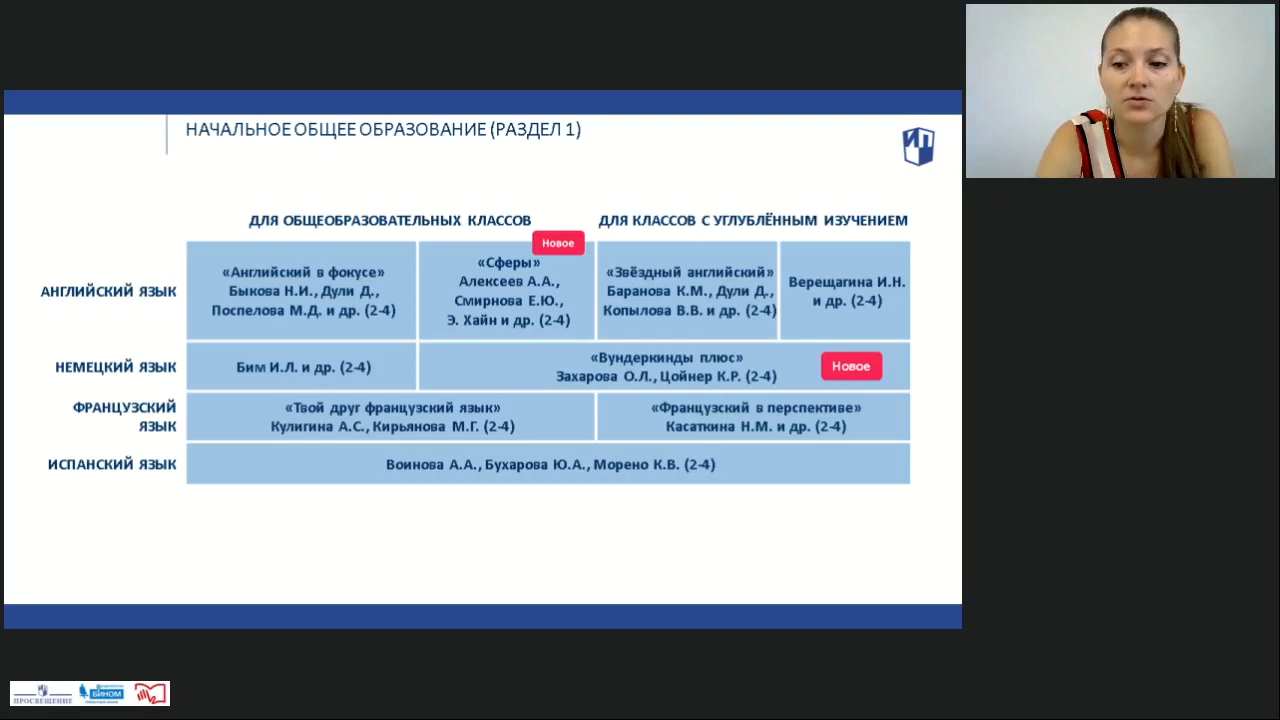 НАЧАЛЬНОЕ ОБЩЕЕ ОБРАЗОВАНИЕ (РАЗДЕЛ 1)
ИП
ДЛЯ ОБЩЕОБРАЗОВАТЕЛЬНЫХ КЛАССОВ
ДЛЯ КЛАССОВ С УГЛУБЛЁННЫМ ИЗУЧЕНИЕМ
АНГЛИЙСКИЙ ЯЗЫК
«Английский в фокусе»
Быкова Н.И., Дули Д.,
Поспелова М.Д. и др. (2-4)
Новое
«Сферы»
Алексеев А.А.,
Смирнова Е.Ю.,
Э. Хайн и др. (2-4)
«Звёздный английский»
Баранова К.М., Дули Д.,
Копылова В.В. и др. (2-4)
Верещагина И.Н.
и др. (2-4)
НЕМЕЦКИЙ ЯЗЫК
Бим И.Л. и др. (2-4)
«Вундеркинды плюс»
Захарова О.Л., Цойнер К.Р. (2-4)
Новое
ФРАНЦУЗСКИЙ
ЯЗЫК
«Твой друг французский язык»
Кулигина А.С., Кирьянова М.Г. (2-4)
«Французский в перспективе»
Касаткина Н.М. и др. (2-4)
ИСПАНСКИЙ ЯЗЫК
Воинова А.А., Бухарова Ю.А., Морено К.В. (2-4)
ПРОСВЕЩЕНИЕ
БИНОМ